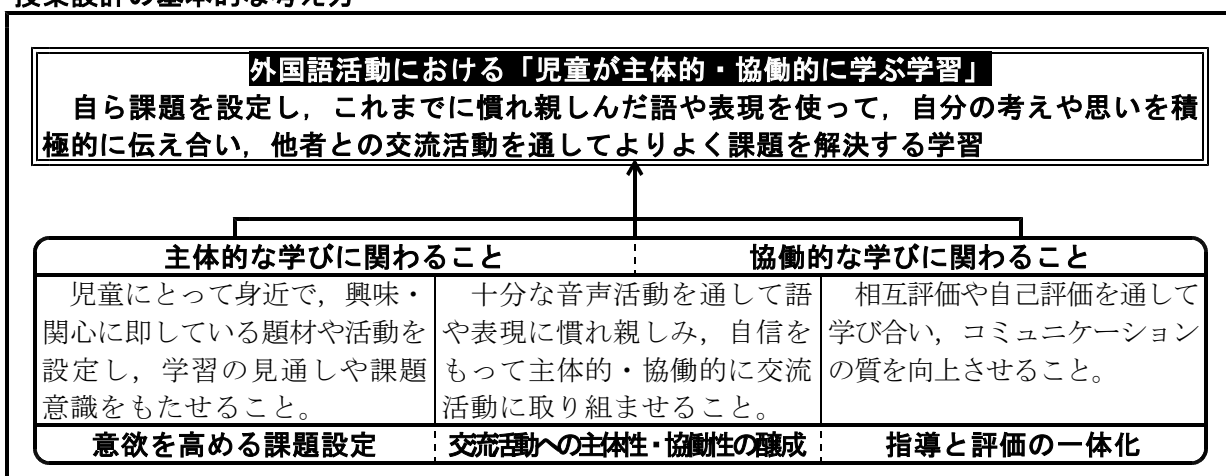 授業設計の基本的な考え方
外国語活動における「児童が主体的・協働的に学ぶ学習」
自ら課題を設定し，これまでに慣れ親しんだ語や表現を使って，自分の考えや思いを積
極的に伝え合い，他者との交流活動を通してよりよく課題を解決する学習
主体的な学びに関わること
協働的な学びに関わること
児童にとって身近で，興味・
関心に即している題材や活動を
設定し，学習の見通しや課題
意識をもたせること。
十分な音声活動を通して語
や表現に慣れ親しみ，自信を
もって主体的・協働的に交流
活動に取り組ませること。
相互評価や自己評価を通して
学び合い，コミュニケーション
の質を向上させること。
意欲を高める課題設定
交流活動への主体性・協働性の醸成
指導と評価の一体化